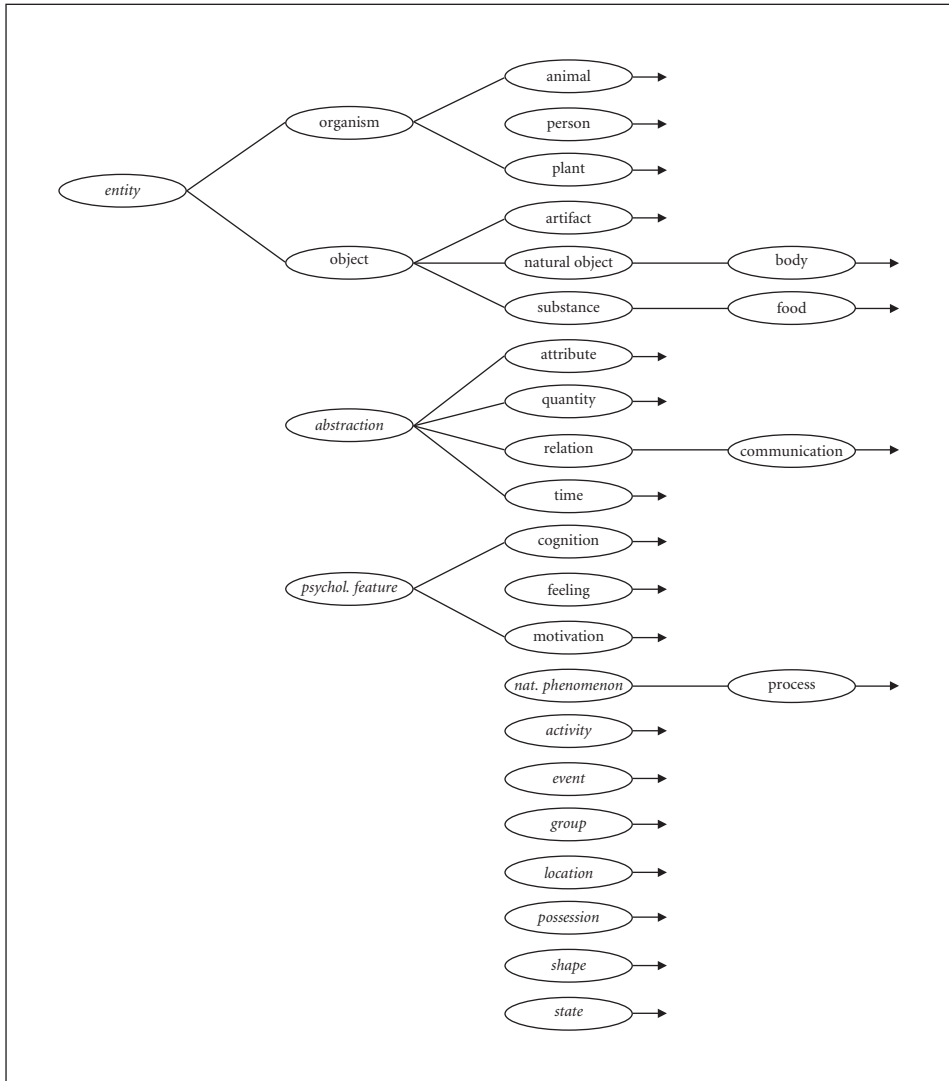 animal
organism
person
plant
entity
artifact
object
natural object
body
substance
food
attribute
quantity
abstraction
relation
communication
time
cognition
psychol. feature
feeling
motivation
nat. phenomenon
process
activity
event
group
location
possession
shape
state